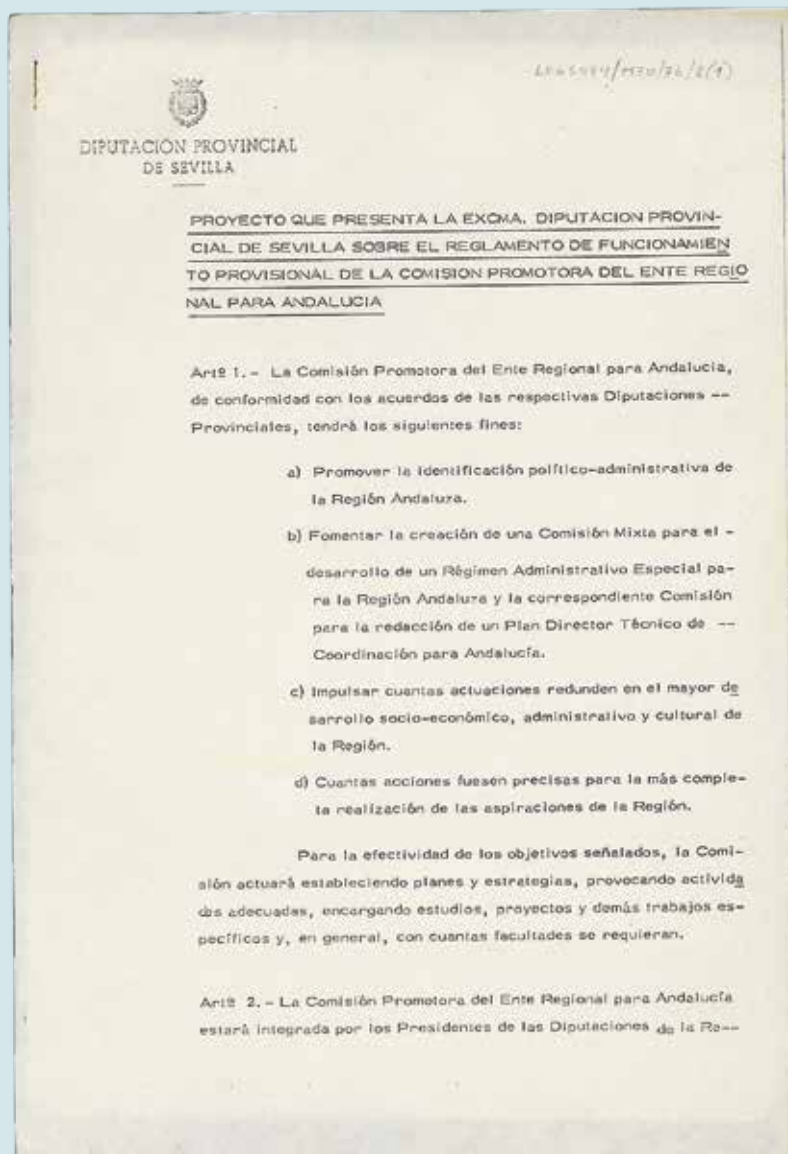 DIPUTACIÓN PROVINCIAL
DE SEVILLA
PROYECTO QUE PRESENTA LA EXCMA. DIPUTACION PROVIN-
CIAL DE SEVILLA SOBRE EL REGLAMENTO DE FUNCIONAMIEN
TO PROVISIONAL DE LA COMISION PROMOTORA DEL ENTE REGIO
NAL PARA ANDALUCIA
Artº 1.- La Comisión Promotora del Ente Regional para Andalucía,
de conformidad con los acuerdos de las respectivas Diputaciones --
Provinciales, tendrá los siguientes fines:
a) Promover la identificación político-administrativa de
la Región Andaluza.
b) Fomentar la creación de una Comisión Mixta para el -
desarrollo de un Régimen Administrativo Especial pa-
ra la Región Andaluza y la correspondiente Comisión
para la redacción de un Plan Director Técnico de --
Coordinación para Andalucía.
c) Impulsar cuantas actuaciones redunden en el mayor de
sarrollo socio-económico, administrativo y cultural de
la Región.
d) Cuantas acciones fuesen precisas para la más comple-
ta realización de las aspiraciones de la Región.
Para la efectividad de los objetivos señalados, la Comi-
sión actuará estableciendo planes y estrategias, provocando activida
des adecuadas, encargando estudios, proyectos y demás trabajos es-
pecíficos y, en general, con cuantas facultades se requieran.
Artº 2.- La Comisión Promotora del Ente Regional para Andalucía
estará integrada por los Presidentes de las Diputaciones de la Re--